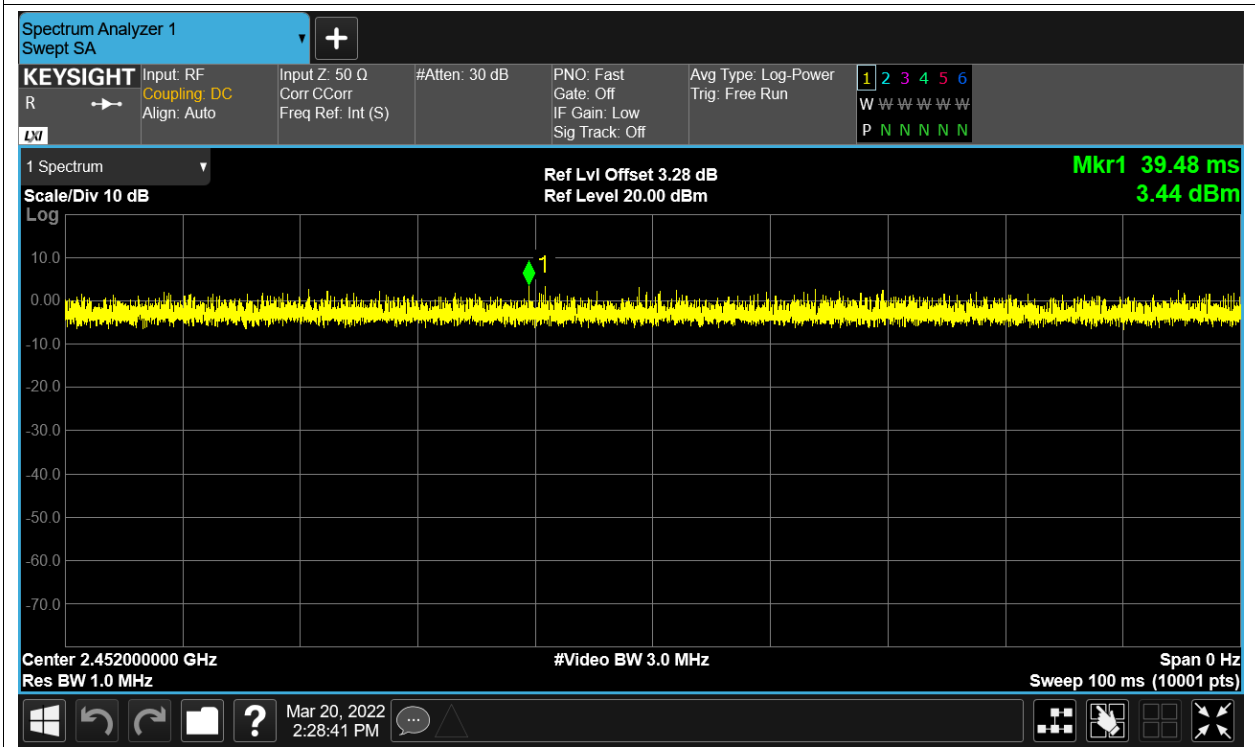 Spectrum Analyzer 1
Swept SA
▼
+
KEYSIGHT Input: RF Input Z: 50 Ω #Atten: 30 dB PNO: Fast Avg Type: Log-Power 1 2 3 4 5 6
R Coupling: DC Corr CCorr Gate: Off Trig: Free Run W W W W W W
Align: Auto Freq Ref: Int (S) IF Gain: Low
LXI Sig Track: Off P N N N N N
1 Spectrum ▼ Ref Lvl Offset 3.28 dB Mkr1 39.48 ms
Scale/Div 10 dB Ref Level 20.00 dBm 3.44 dBm
Log
10.0
1
0.00
-10.0
-20.0
-30.0
-40.0
-50.0
-60.0
-70.0
Center 2.452000000 GHz #Video BW 3.0 MHz Span 0 Hz
Res BW 1.0 MHz Sweep 100 ms (10001 pts)
? Mar 20, 2022
2:28:41 PM